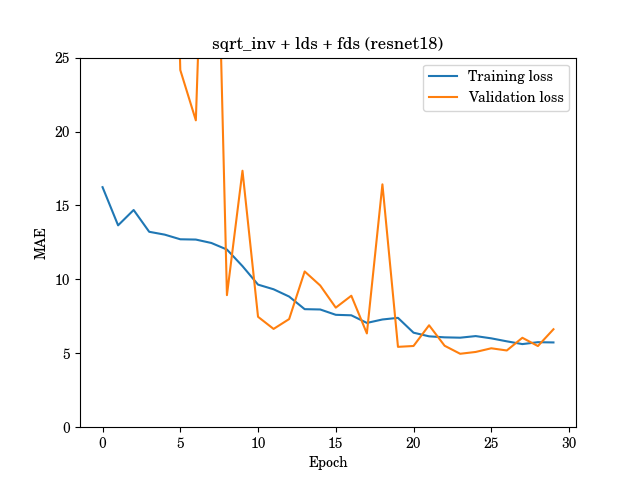 sqrt_inv + lds + fds (resnet18)
Training loss
Validation loss
MAE
25
20
15
10
5
0
0 5 10 15 20 25 30
Epoch